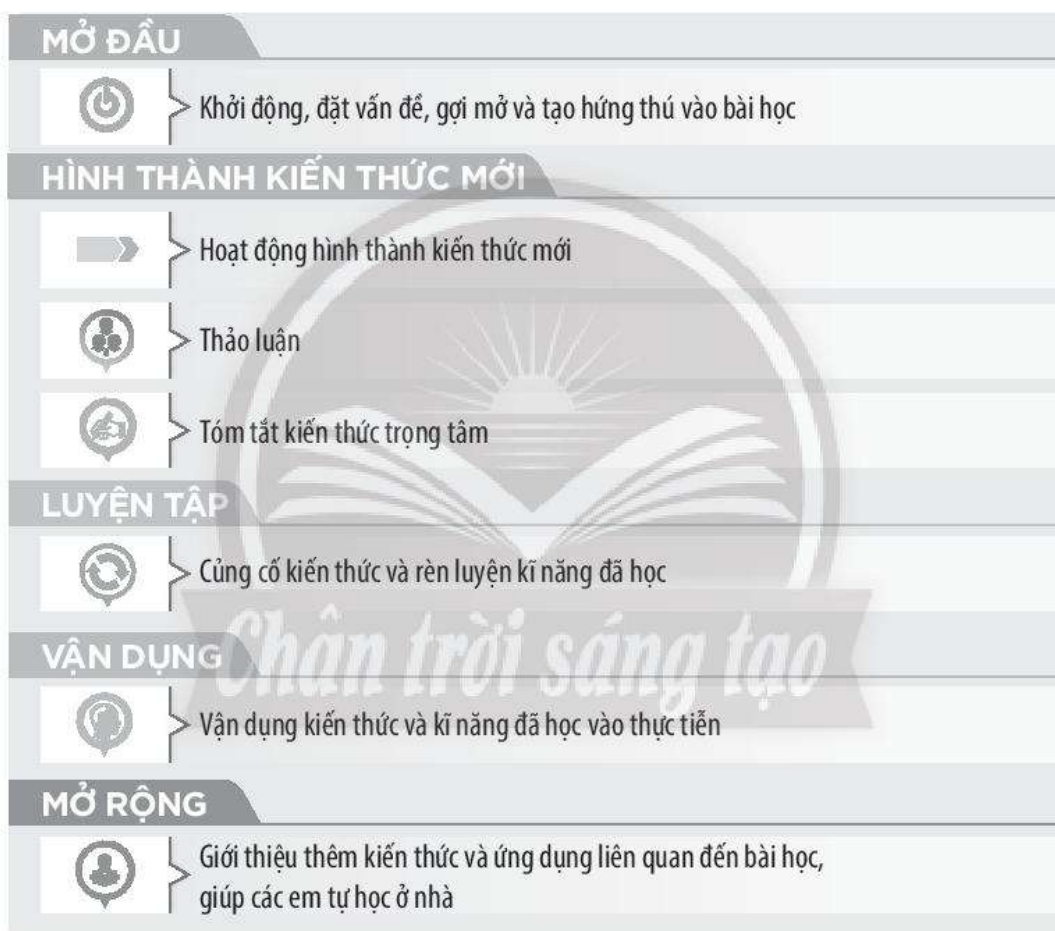 MỞ ĐẦU
Khởi động, đặt vấn đề, gợi mở và tạo hứng thú vào bài học
HÌNH THÀNH KIẾN THỨC MỚI
Hoạt động hình thành kiến thức mới
Thảo luận
Tóm tắt kiến thức trọng tâm
LUYỆN TẬP
Củng cố kiến thức và rèn luyện kĩ năng đã học
Chân trời sáng tạo
VẬN DỤNG
Vận dụng kiến thức và kĩ năng đã học vào thực tiễn
MỞ RỘNG
Giới thiệu thêm kiến thức và ứng dụng liên quan đến bài học,
giúp các em tự học ở nhà